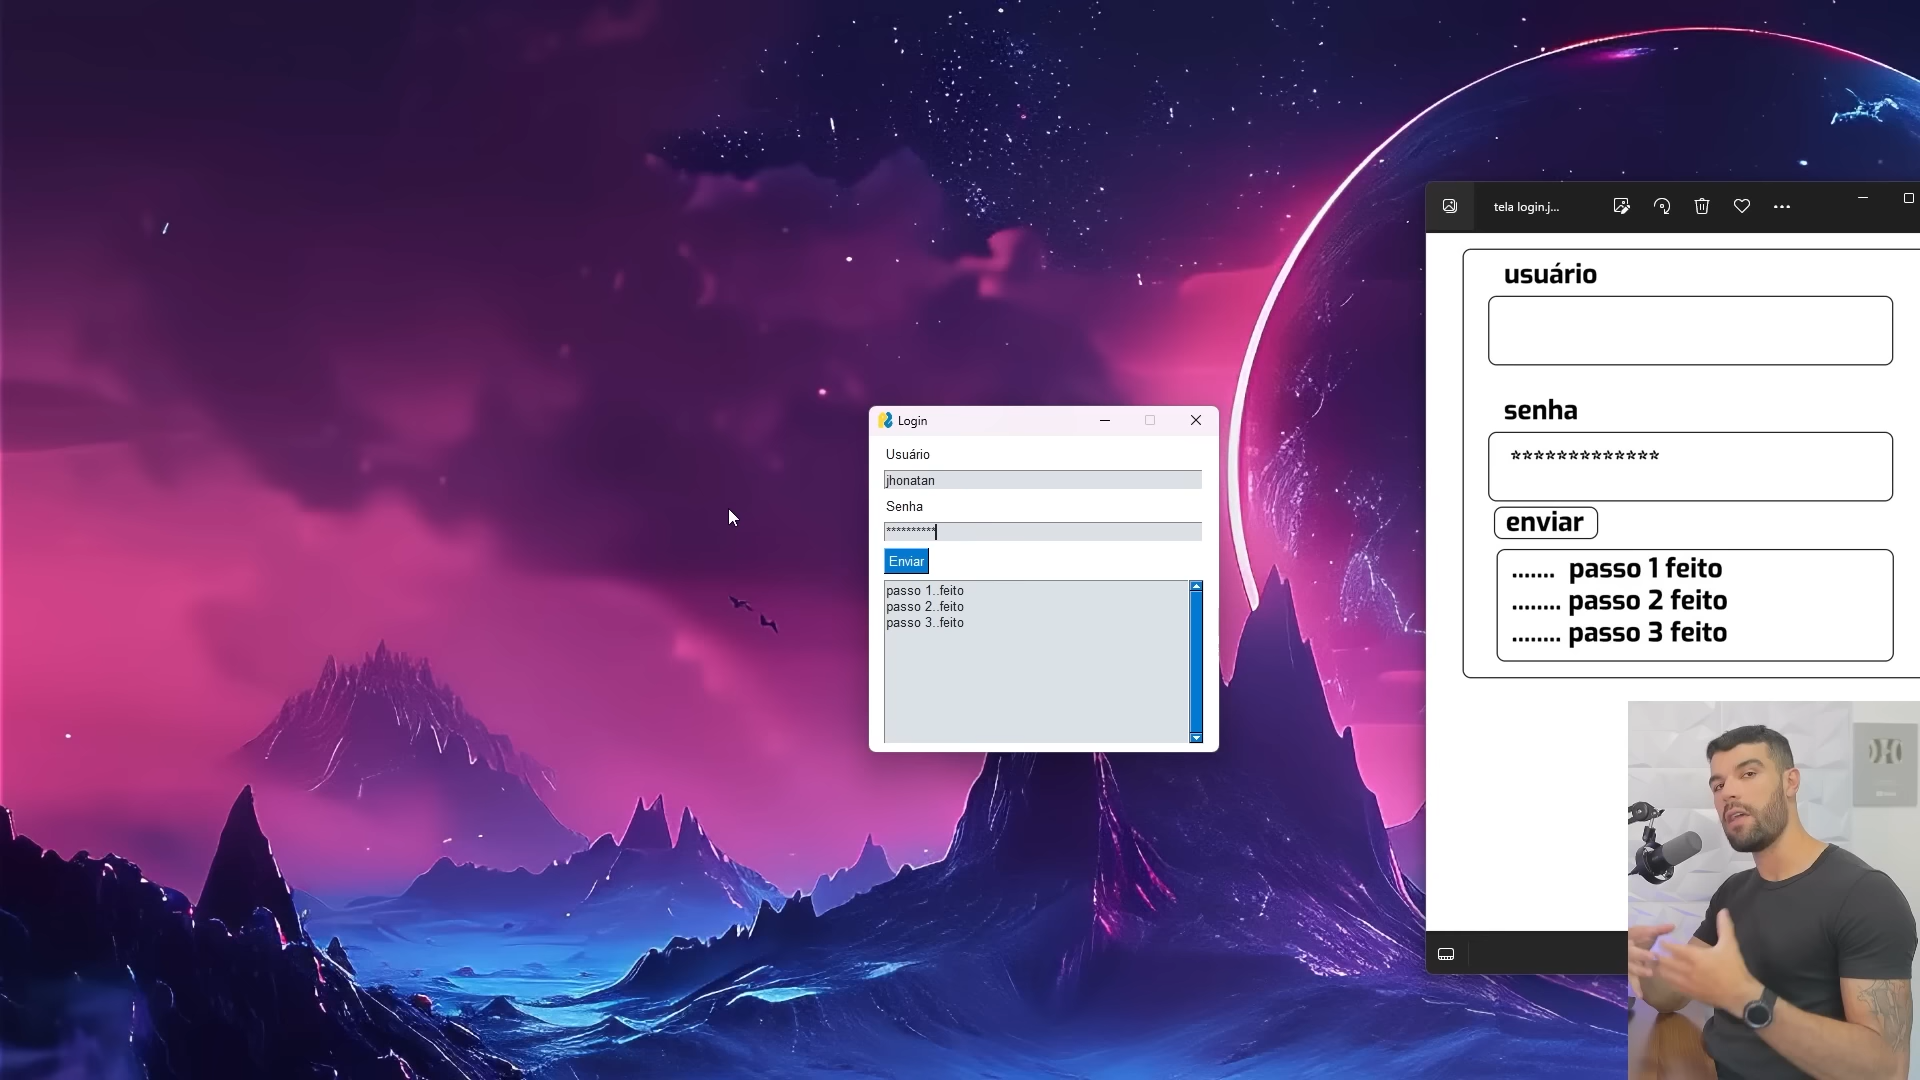 Login
Usuário
jhonatan
Senha
**********
Enviar
passo 1..feito
passo 2..feito
passo 3..feito
tela login.j...
usuário
senha
*************
enviar
....... passo 1 feito
........ passo 2 feito
........ passo 3 feito